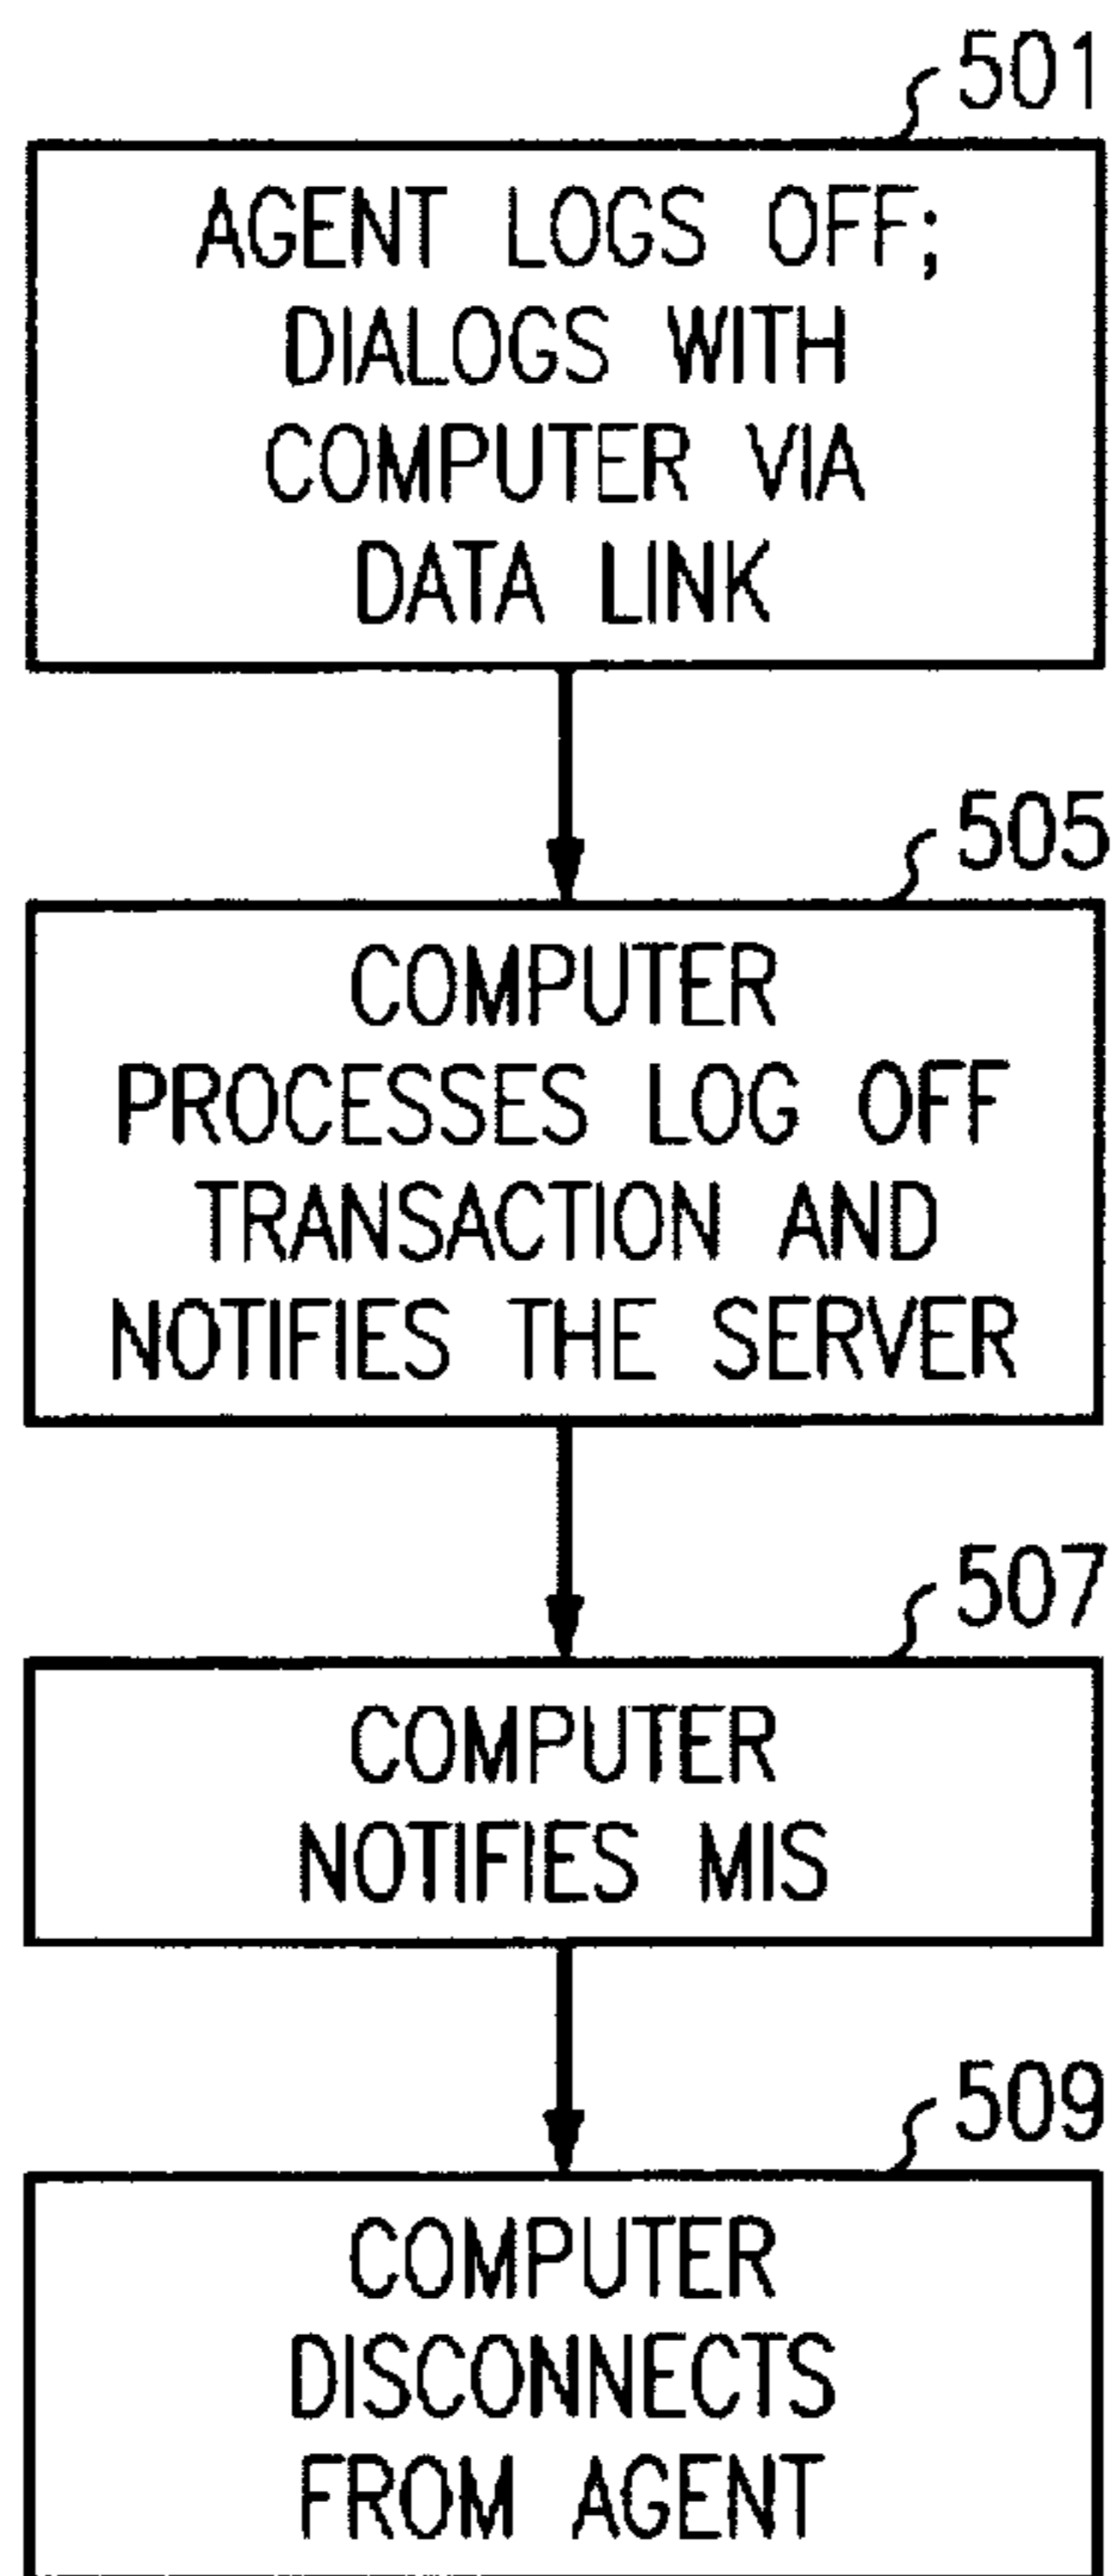 501
AGENT LOGS OFF;
DIALOGS WITH
COMPUTER VIA
DATA LINK
505
COMPUTER
PROCESSES LOG OFF
TRANSACTION AND
NOTIFIES THE SERVER
507
COMPUTER
NOTIFIES MIS
509
COMPUTER
DISCONNECTS
FROM AGENT